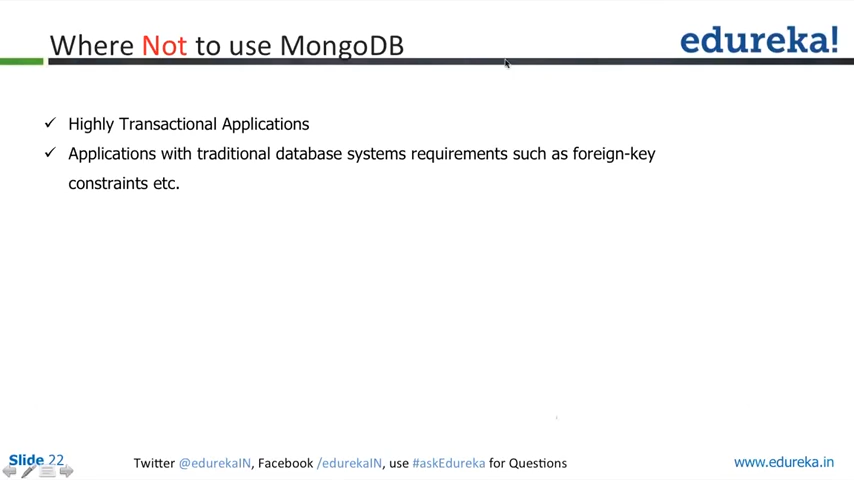 Where Not to use MongoDB
edureka!
Highly Transactional Applications
Applications with traditional database systems requirements such as foreign-key
constraints etc.
Slide 22
Twitter @edurekaIN, Facebook /edurekaIN, use #askEdureka for Questions
www.edureka.in